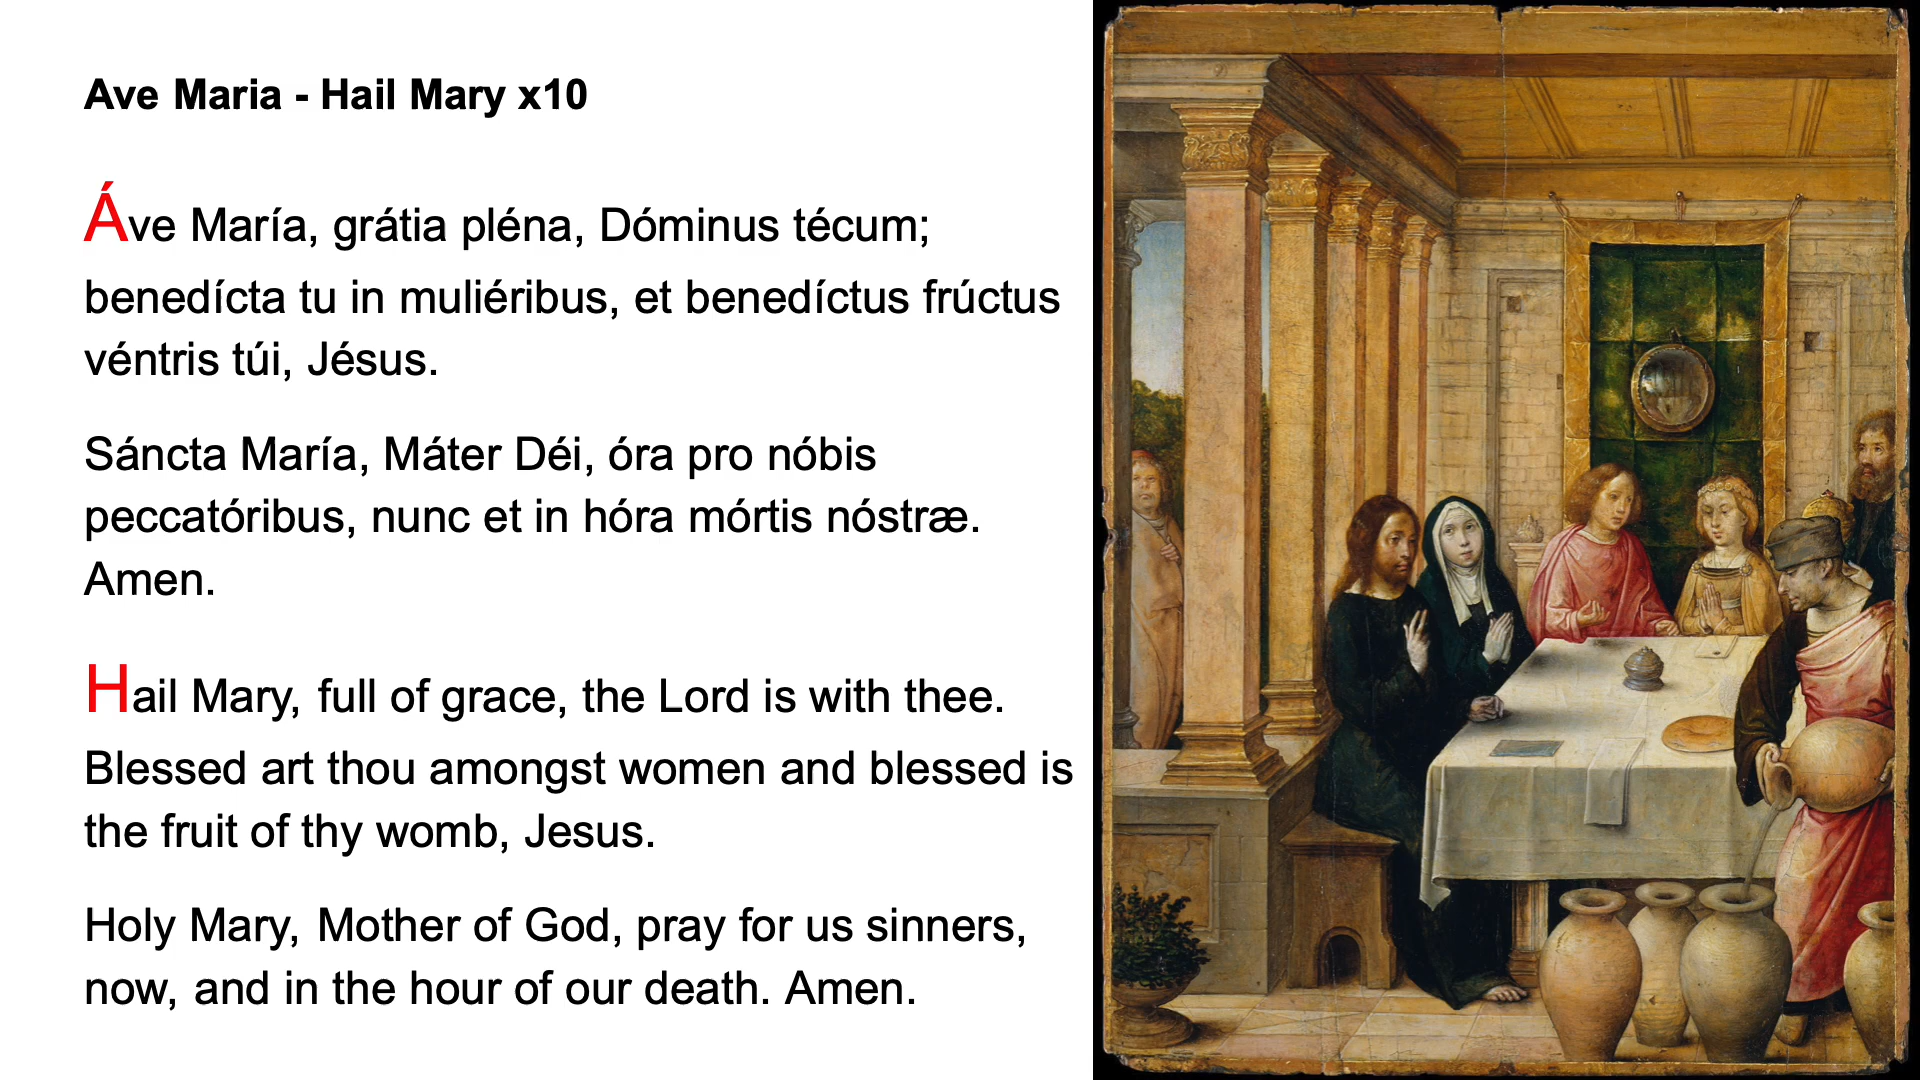 Ave Maria - Hail Mary x10
Áve María, grátia pléna, Dóminus técum;
benedícta tu in muliéribus, et benedíctus frúctus
véntris túi, Jésus.
Sáncta María, Máter Déi, óra pro nóbis
peccatóribus, nunc et in hóra mórtis nóstræ.
Amen.
Hail Mary, full of grace, the Lord is with thee.
Blessed art thou amongst women and blessed is
the fruit of thy womb, Jesus.
Holy Mary, Mother of God, pray for us sinners,
now, and in the hour of our death. Amen.